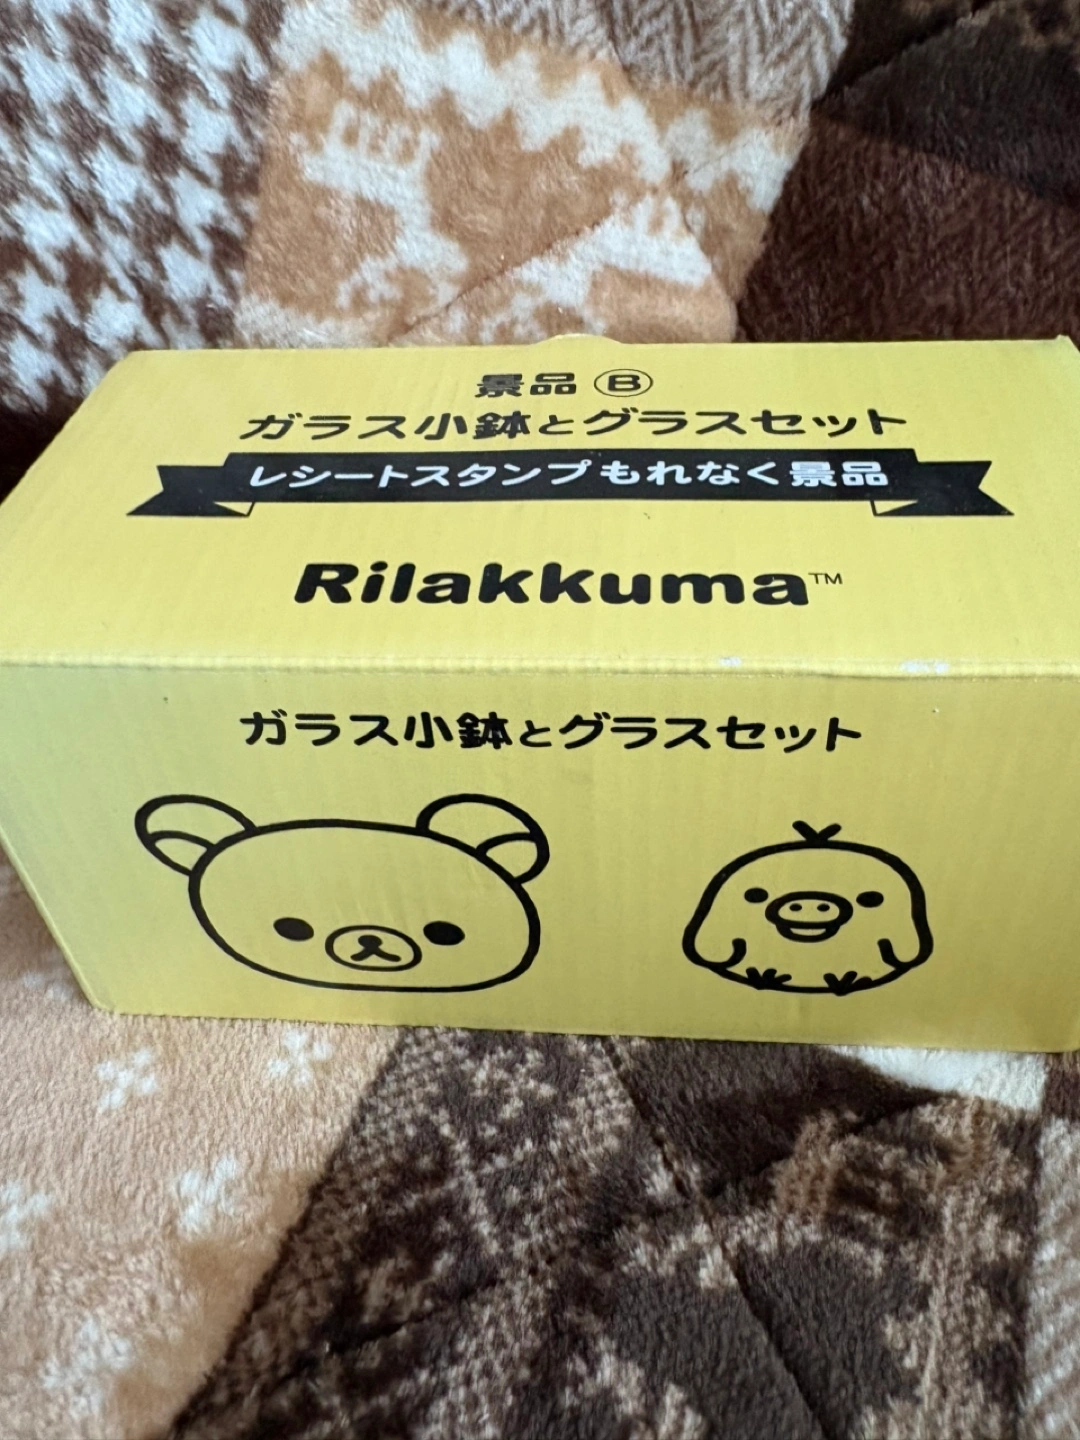 景品 Ⓑ
ガラス小鉢とグラスセット
レシートスタンプもれなく景品
Rilakkuma™
ガラス小鉢とグラスセット